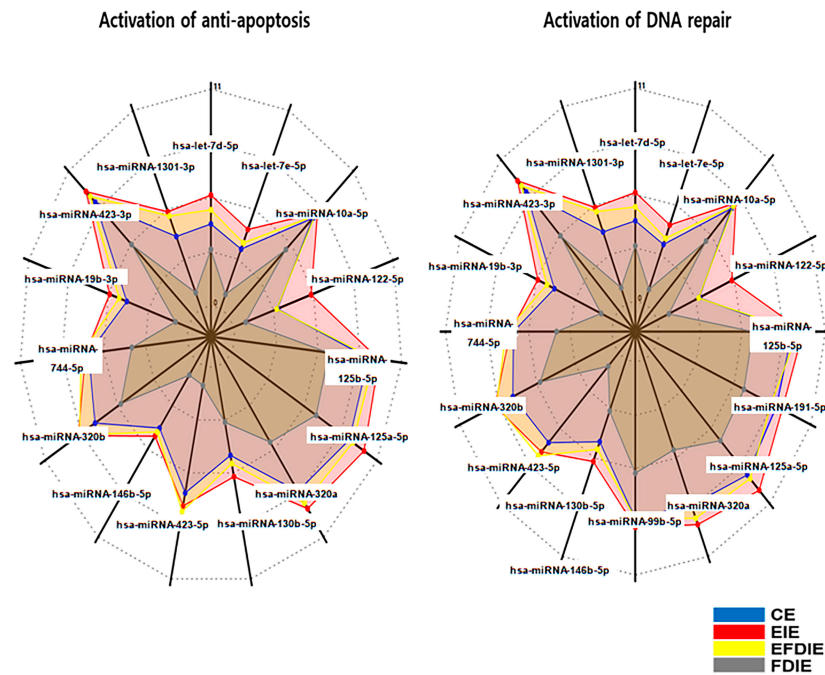 Activation of anti-apoptosis
Activation of DNA repair
11
hsa-let-7d-5p
hsa-miRNA-1301-3p
hsa-let-7e-5p
hsa-miRNA-423-3p
hsa-miRNA-10a-5p
hsa-miRNA-19b-3p
hsa-miRNA-122-5p
0
hsa-miRNA
744-5p
hsa-miRNA
125b-5p
hsa-miRNA-320b
hsa-miRNA-125a-5p
hsa-miRNA-146b-5p
hsa-miRNA-320a
hsa-miRNA-423-5p
hsa-miRNA-130b-5p
11
hsa-let-7d-5p
hsa-miRNA-1301-3p
hsa-let-7e-5p
hsa-miRNA-423-3p
hsa-miRNA-10a-5p
hsa-miRNA-19b-3p
hsa-miRNA-122-5p
0
hsa-miRNA
744-5p
hsa-miRNA
125b-5p
hsa-miRNA-320b
hsa-miRNA-191-5p
hsa-miRNA-423-5p
hsa-miRNA-125a-5p
hsa-miRNA-130b-5p
hsa-miRNA-320a
hsa-miRNA-99b-5p
hsa-miRNA-146b-5p
CE
EIE
EFDIE
FDIE